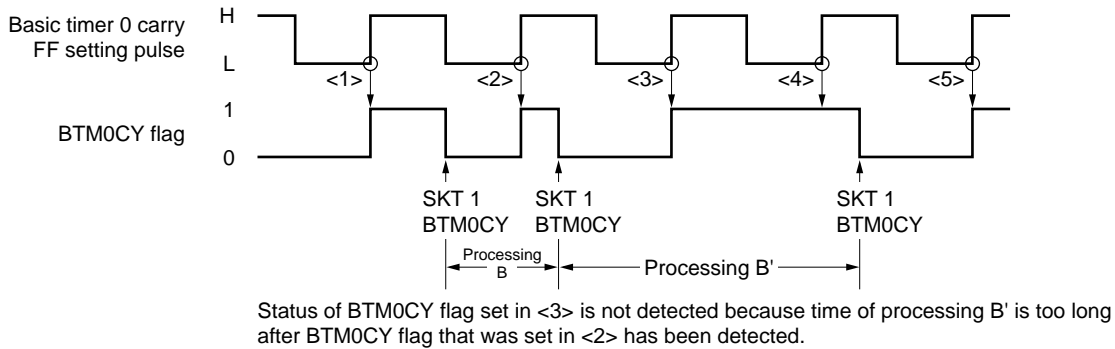 Basic timer 0 carry
FF setting pulse
H
L
<1>
<2>
<3>
<4>
<5>
BTM0CY flag
1
0
SKT 1
BTM0CY
SKT 1
BTM0CY
SKT 1
BTM0CY
Processing
B
Processing B'
Status of BTM0CY flag set in <3> is not detected because time of processing B' is too long
after BTM0CY flag that was set in <2> has been detected.